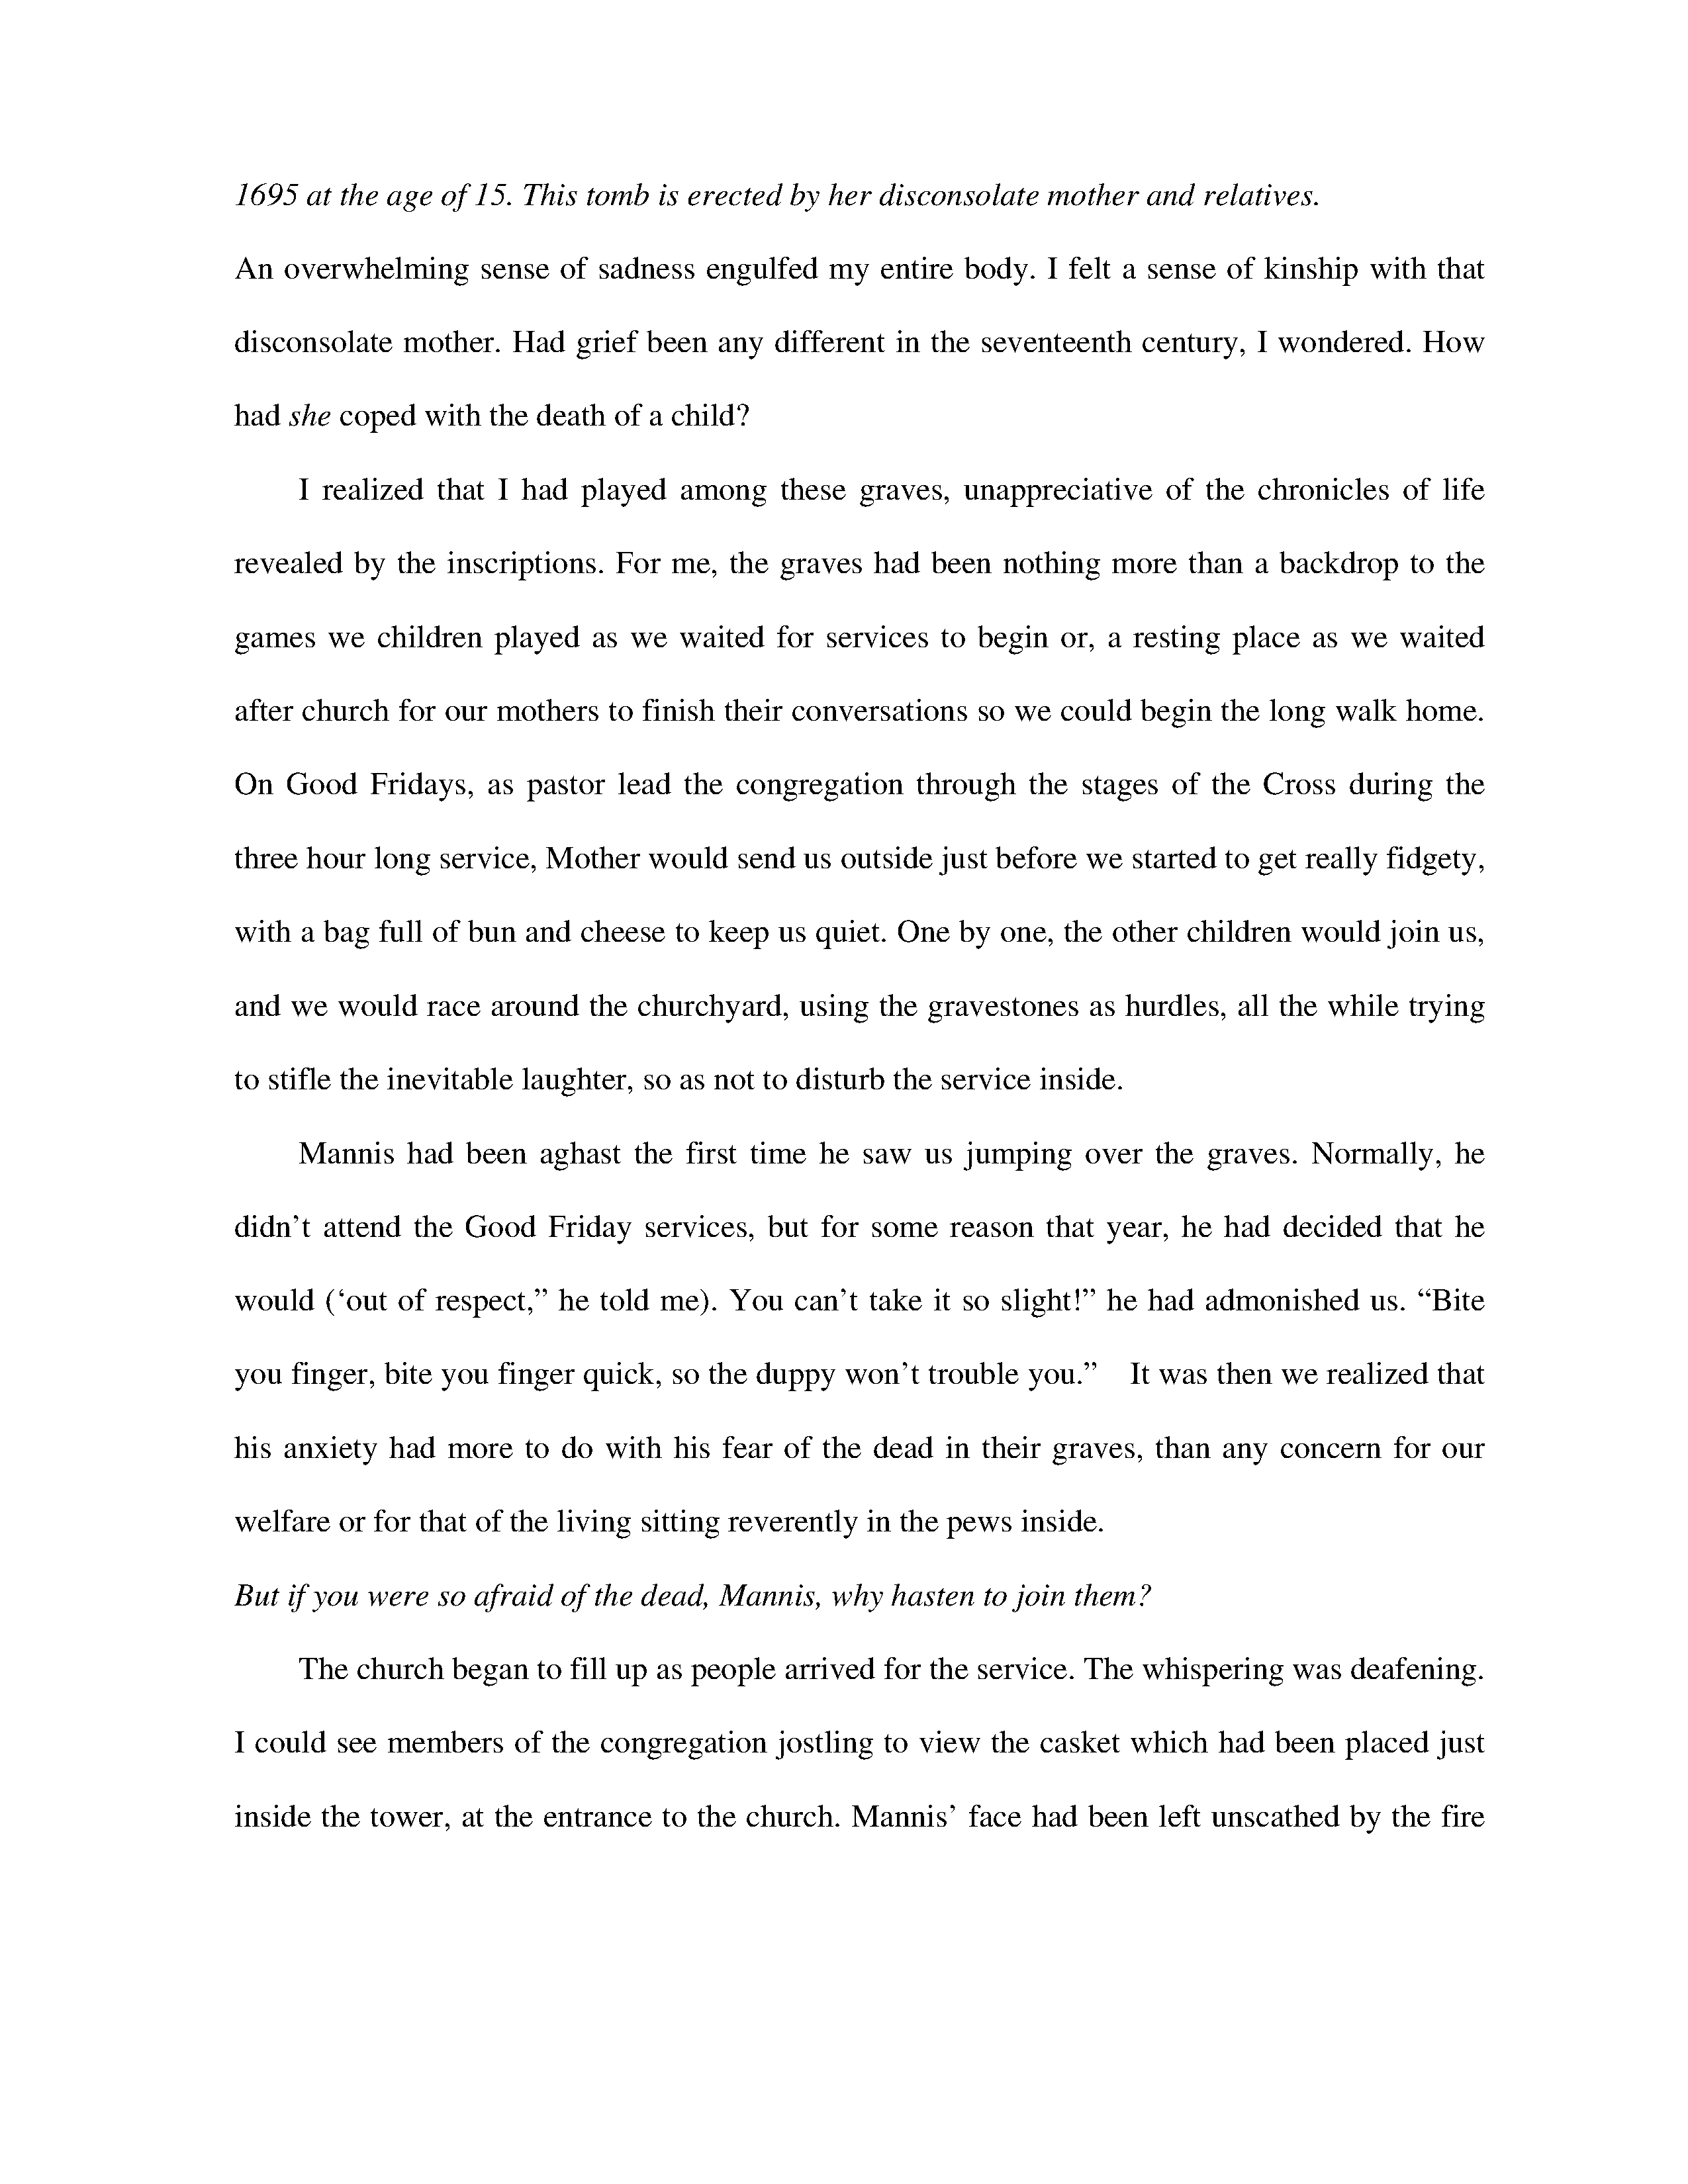 1695 at the age of 15. This tomb is erected by her disconsolate mother and relatives.
An overwhelming sense of sadness engulfed my entire body. I felt a sense of kinship with that
disconsolate mother. Had grief been any different in the seventeenth century, I wondered. How
had she coped with the death of a child?
I realized that I had played among these graves, unappreciative of the chronicles of life
revealed by the inscriptions. For me, the graves had been nothing more than a backdrop to the
games we children played as we waited for services to begin or, a resting place as we waited
after church for our mothers to finish their conversations so we could begin the long walk home.
On Good Fridays, as pastor lead the congregation through the stages of the Cross during the
three hour long service, Mother would send us outside just before we started to get really fidgety,
with a bag full of bun and cheese to keep us quiet. One by one, the other children would join us,
and we would race around the churchyard, using the gravestones as hurdles, all the while trying
to stifle the inevitable laughter, so as not to disturb the service inside.
Mannis had been aghast the first time he saw us jumping over the graves. Normally, he
didn’t attend the Good Friday services, but for some reason that year, he had decided that he
would (‘out of respect,” he told me). You can’t take it so slight!” he had admonished us. “Bite
you finger, bite you finger quick, so the duppy won’t trouble you.” It was then we realized that
his anxiety had more to do with his fear of the dead in their graves, than any concern for our
welfare or for that of the living sitting reverently in the pews inside.
But if you were so afraid of the dead, Mannis, why hasten to join them?
The church began to fill up as people arrived for the service. The whispering was deafening.
I could see members of the congregation jostling to view the casket which had been placed just
inside the tower, at the entrance to the church. Mannis’ face had been left unscathed by the fire